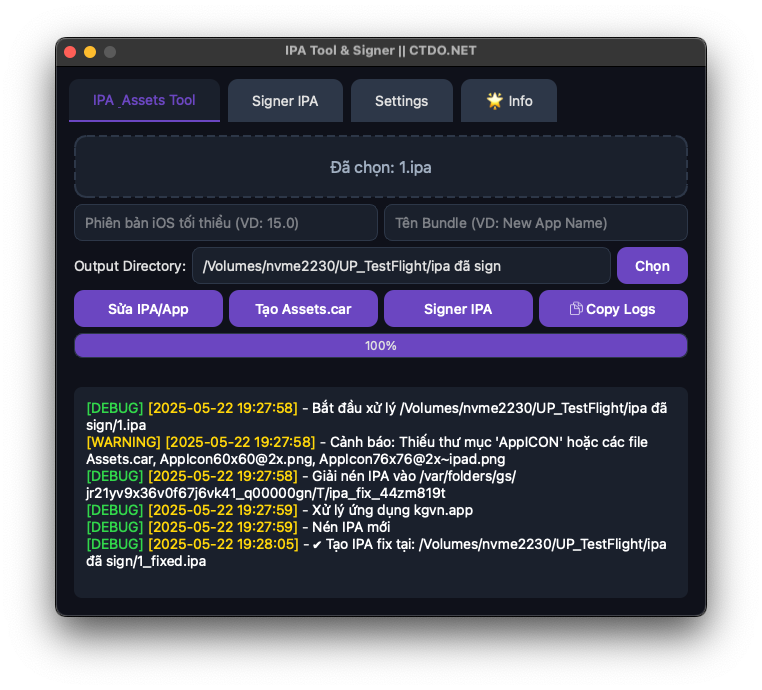 IPA Tool & Signer || CTDO.NET
IPA_Assets Tool
Signer IPA
Settings
🌟 Info
Đã chọn: 1.ipa
Phiên bản iOS tối thiểu (VD: 15.0)
Tên Bundle (VD: New App Name)
Output Directory:
/Volumes/nvme2230/UP_TestFlight/ipa đã sign
Chọn
Sửa IPA/App
Tạo Assets.car
Signer IPA
Copy Logs
100%
[DEBUG] [2025-05-22 19:27:58] - Bắt đầu xử lý /Volumes/nvme2230/UP_TestFlight/ipa đã
sign/1.ipa
[WARNING] [2025-05-22 19:27:58] - Cảnh báo: Thiếu thư mục 'AppICON' hoặc các file
Assets.car, AppIcon60x60@2x.png, AppIcon76x76@2x~ipad.png
[DEBUG] [2025-05-22 19:27:58] - Giải nén IPA vào /var/folders/gs/
jr21yv9x36v0f67j6vk41_q00000gn/T/ipa_fix_44zm819t
[DEBUG] [2025-05-22 19:27:59] - Xử lý ứng dụng kgvn.app
[DEBUG] [2025-05-22 19:27:59] - Nén IPA mới
[DEBUG] [2025-05-22 19:28:05] - ✔ Tạo IPA fix tại: /Volumes/nvme2230/UP_TestFlight/ipa
đã sign/1_fixed.ipa